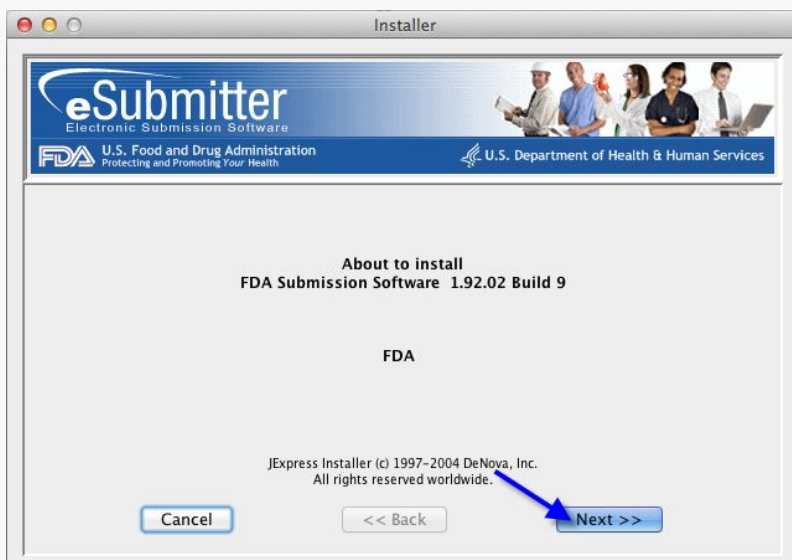 Installer
eSubmitter
Electronic Submission Software
FDA U.S. Food and Drug Administration
Protecting and Promoting Your Health
U.S. Department of Health & Human Services
About to install
FDA Submission Software 1.92.02 Build 9
FDA
JExpress Installer (c) 1997-2004 DeNova, Inc.
All rights reserved worldwide.
Cancel
<< Back
Next >>